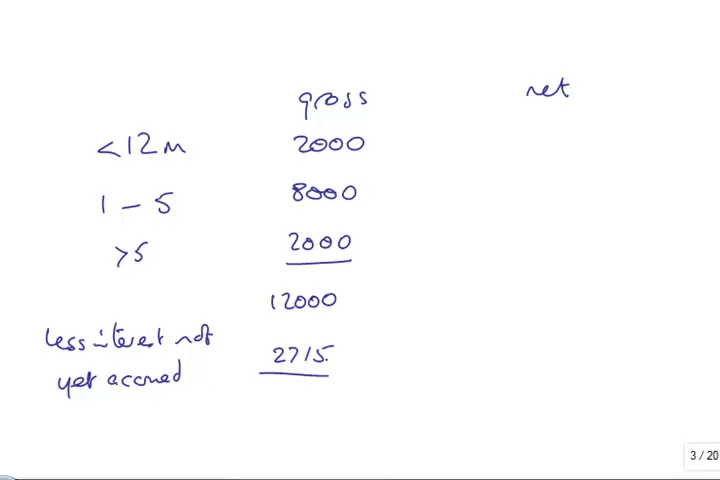 gross net
<12m 2000
1 - 5 8000
>5 2000
12000
less interest not
yet accrued 2715
3 / 20